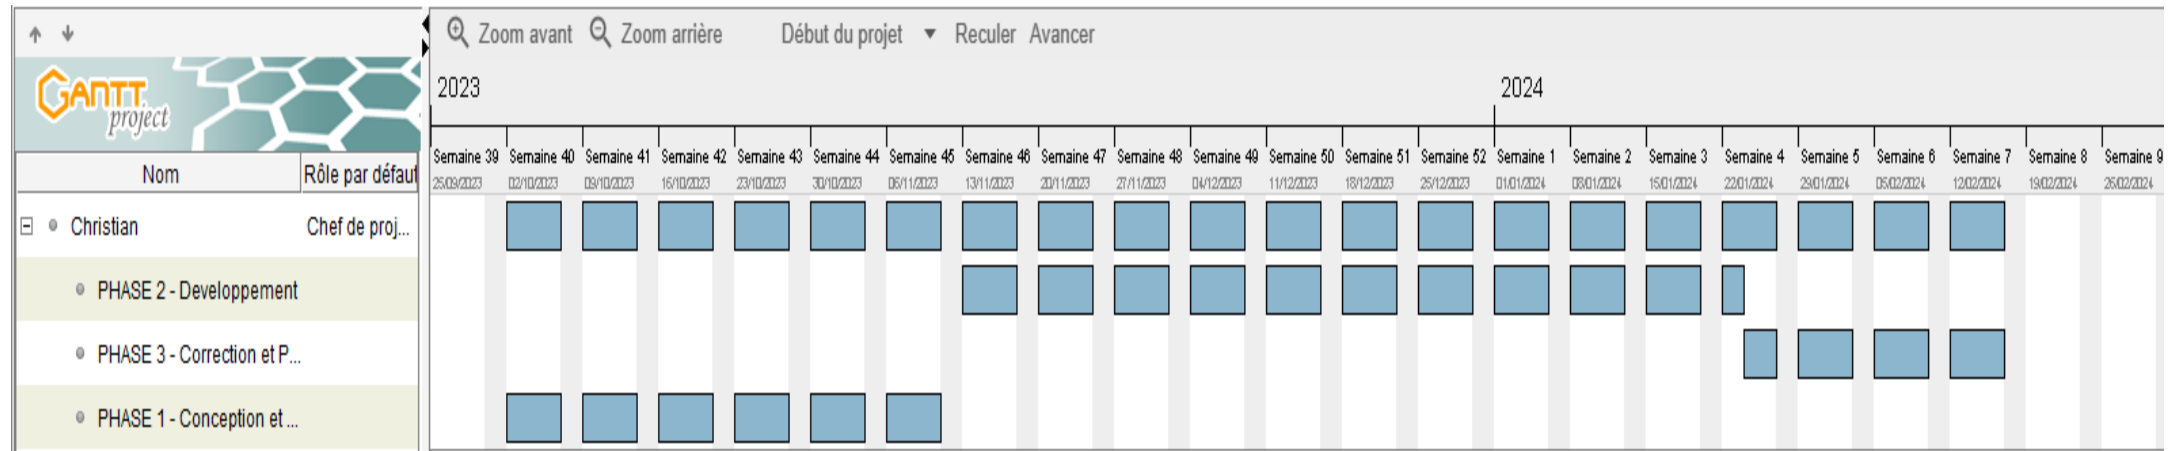 Zoom avant Zoom arrière Début du projet Reculer Avancer
GANTT project
2023 2024
Nom Rôle par défaut
Semaine 39 Semaine 40 Semaine 41 Semaine 42 Semaine 43 Semaine 44 Semaine 45 Semaine 46 Semaine 47 Semaine 48 Semaine 49 Semaine 50 Semaine 51 Semaine 52 Semaine 1 Semaine 2 Semaine 3 Semaine 4 Semaine 5 Semaine 6 Semaine 7 Semaine 8 Semaine 9
25/09/2023 02/10/2023 09/10/2023 16/10/2023 23/10/2023 30/10/2023 06/11/2023 13/11/2023 20/11/2023 27/11/2023 04/12/2023 11/12/2023 18/12/2023 25/12/2023 01/01/2024 08/01/2024 15/01/2024 22/01/2024 29/01/2024 05/02/2024 12/02/2024 19/02/2024 26/02/2024
Christian Chef de proj...
PHASE 2 - Developpement
PHASE 3 - Correction et P...
PHASE 1 - Conception et ...